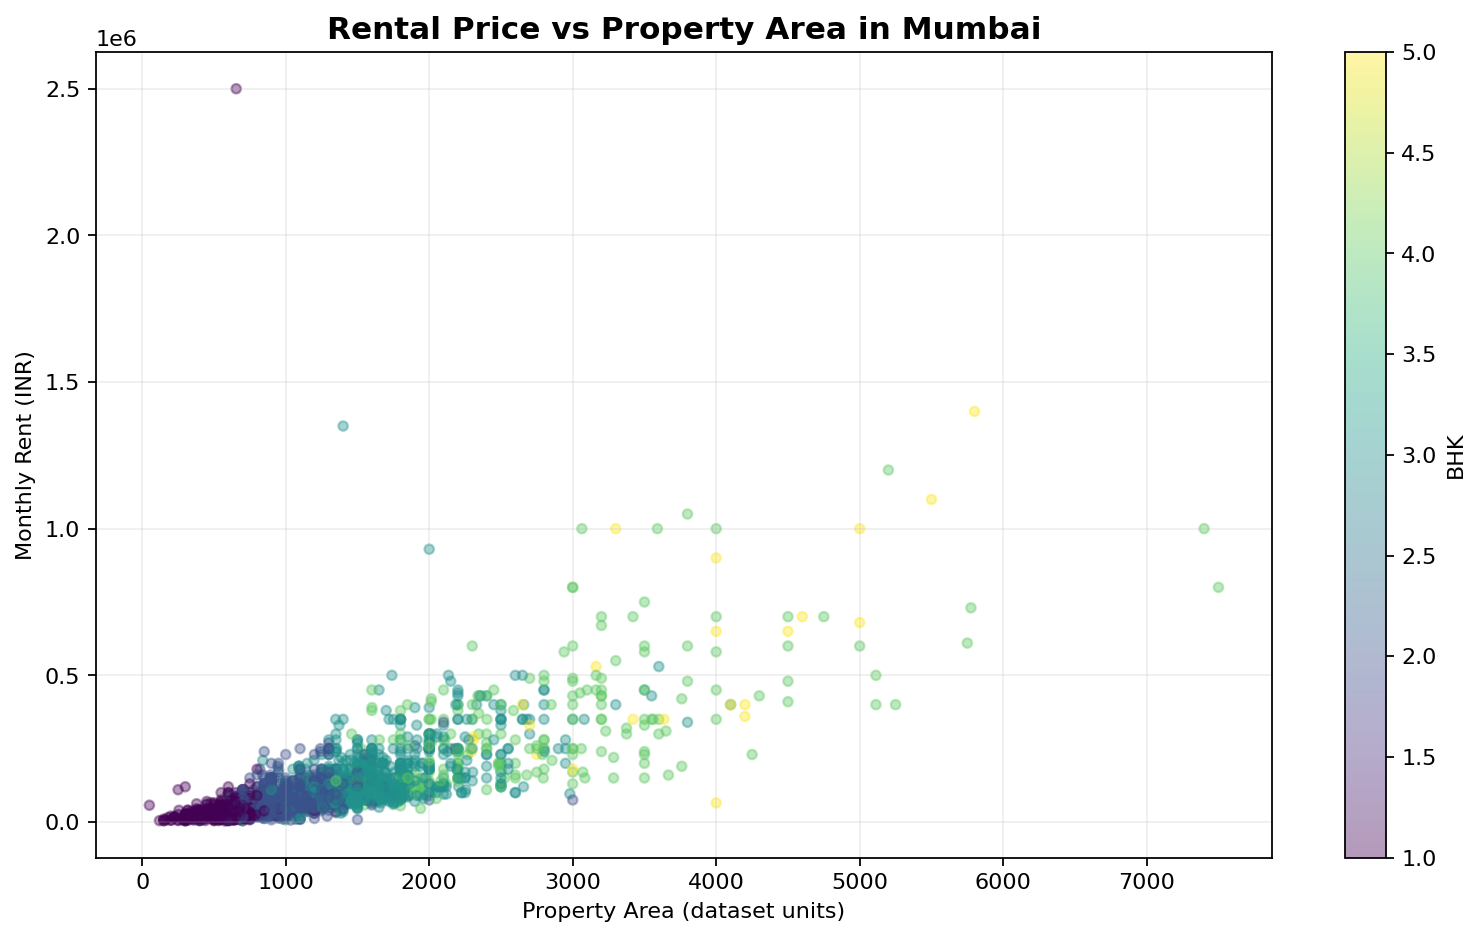 Rental Price vs Property Area in Mumbai
1e6
2.5
2.0
1.5
1.0
0.5
0.0
Monthly Rent (INR)
0 1000 2000 3000 4000 5000 6000 7000
Property Area (dataset units)
5.0
4.5
4.0
3.5
3.0
2.5
2.0
1.5
1.0
BHK